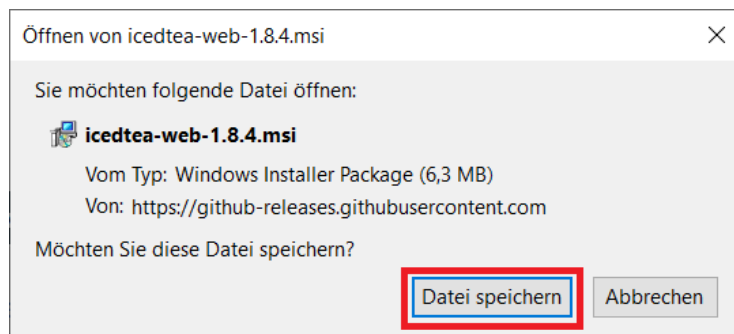 Öffnen von icedtea-web-1.8.4.msi
Sie möchten folgende Datei öffnen:
icedtea-web-1.8.4.msi
Vom Typ: Windows Installer Package (6,3 MB)
Von: https://github-releases.githubusercontent.com
Möchten Sie diese Datei speichern?
Datei speichern Abbrechen